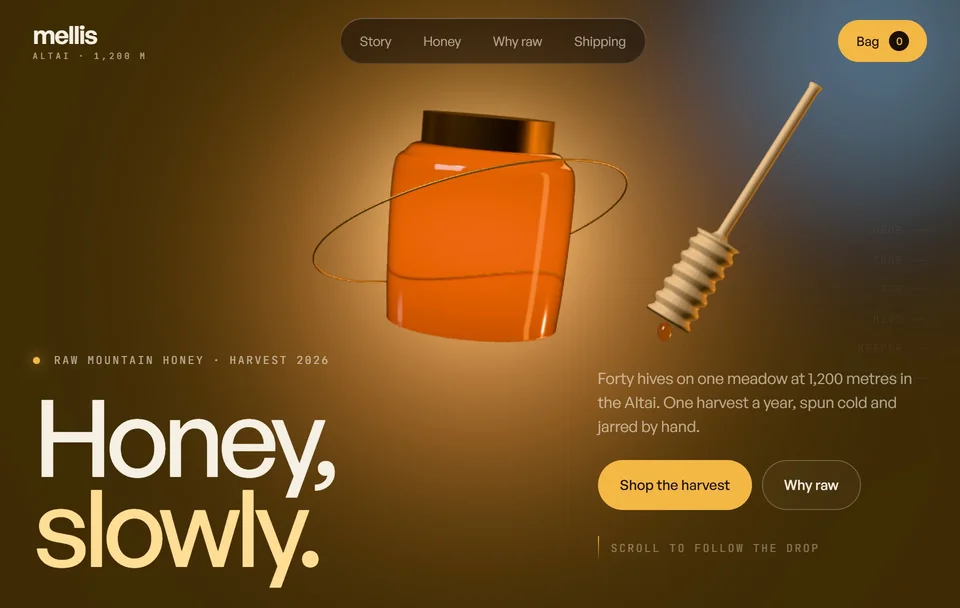 mellis
ALTAI · 1,200 M
Story
Honey
Why raw
Shipping
Bag
0
RAW MOUNTAIN HONEY · HARVEST 2026
Honey,
slowly.
Forty hives on one meadow at 1,200 metres in
the Altai. One harvest a year, spun cold and
jarred by hand.
Shop the harvest
Why raw
SCROLL TO FOLLOW THE DROP